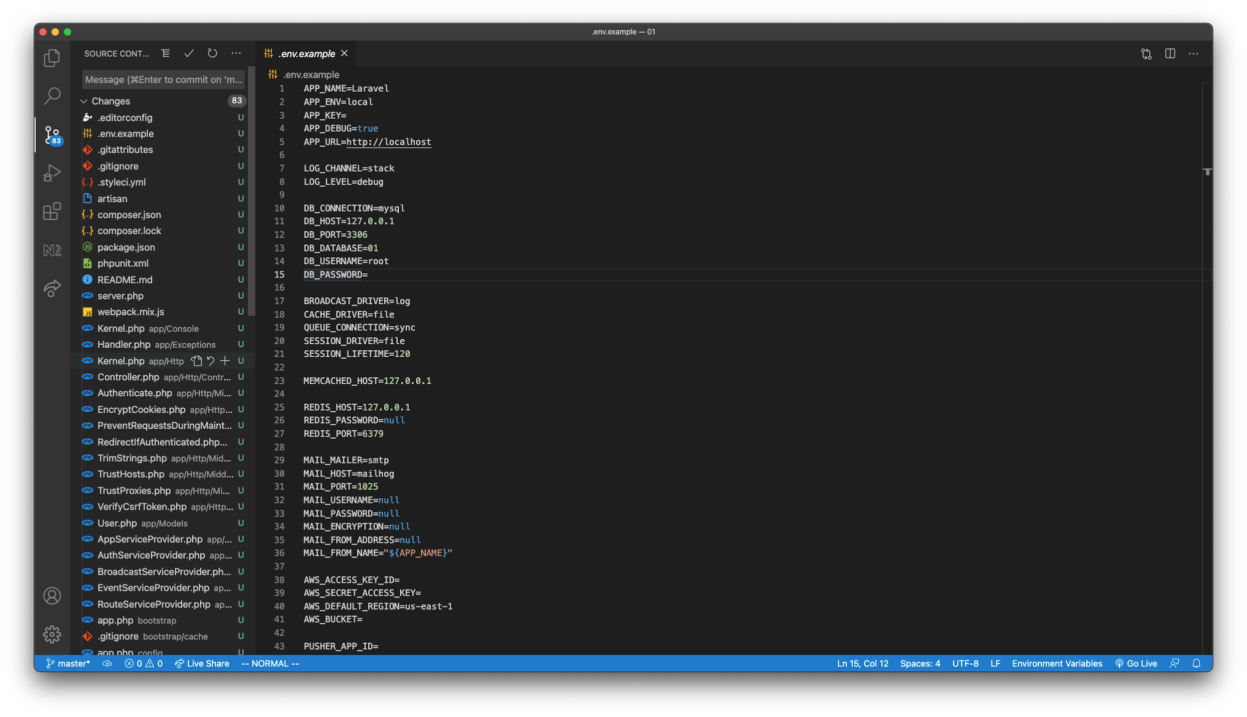 .env.example — 01
SOURCE CONT...
Message (⌘Enter to commit on 'm...
Changes 83
.editorconfig U
.env.example U
.gitattributes U
.gitignore U
.styleci.yml U
artisan U
composer.json U
composer.lock U
package.json U
phpunit.xml U
README.md U
server.php U
webpack.mix.js U
Kernel.php app/Console U
Handler.php app/Exceptions U
Kernel.php app/Http U
Controller.php app/Http/Contr... U
Authenticate.php app/Http/Mi... U
EncryptCookies.php app/Http... U
PreventRequestsDuringMaint... U
RedirectIfAuthenticated.php... U
TrimStrings.php app/Http/Mid... U
TrustHosts.php app/Http/Midd... U
TrustProxies.php app/Http/Mi... U
VerifyCsrfToken.php app/Http... U
User.php app/Models U
AppServiceProvider.php app/... U
AuthServiceProvider.php app... U
BroadcastServiceProvider.ph... U
EventServiceProvider.php ap... U
RouteServiceProvider.php ap... U
app.php bootstrap U
.gitignore bootstrap/cache U
app.php config U
83
.env.example
.env.example
1 APP_NAME=Laravel
2 APP_ENV=local
3 APP_KEY=
4 APP_DEBUG=true
5 APP_URL=http://localhost
6
7 LOG_CHANNEL=stack
8 LOG_LEVEL=debug
9
10 DB_CONNECTION=mysql
11 DB_HOST=127.0.0.1
12 DB_PORT=3306
13 DB_DATABASE=01
14 DB_USERNAME=root
15 DB_PASSWORD=
16
17 BROADCAST_DRIVER=log
18 CACHE_DRIVER=file
19 QUEUE_CONNECTION=sync
20 SESSION_DRIVER=file
21 SESSION_LIFETIME=120
22
23 MEMCACHED_HOST=127.0.0.1
24
25 REDIS_HOST=127.0.0.1
26 REDIS_PASSWORD=null
27 REDIS_PORT=6379
28
29 MAIL_MAILER=smtp
30 MAIL_HOST=mailhog
31 MAIL_PORT=1025
32 MAIL_USERNAME=null
33 MAIL_PASSWORD=null
34 MAIL_ENCRYPTION=null
35 MAIL_FROM_ADDRESS=null
36 MAIL_FROM_NAME="${APP_NAME}"
37
38 AWS_ACCESS_KEY_ID=
39 AWS_SECRET_ACCESS_KEY=
40 AWS_DEFAULT_REGION=us-east-1
41 AWS_BUCKET=
42
43 PUSHER_APP_ID=
master* 0 0 Live Share -- NORMAL -- Ln 15, Col 12 Spaces: 4 UTF-8 LF Environment Variables Go Live